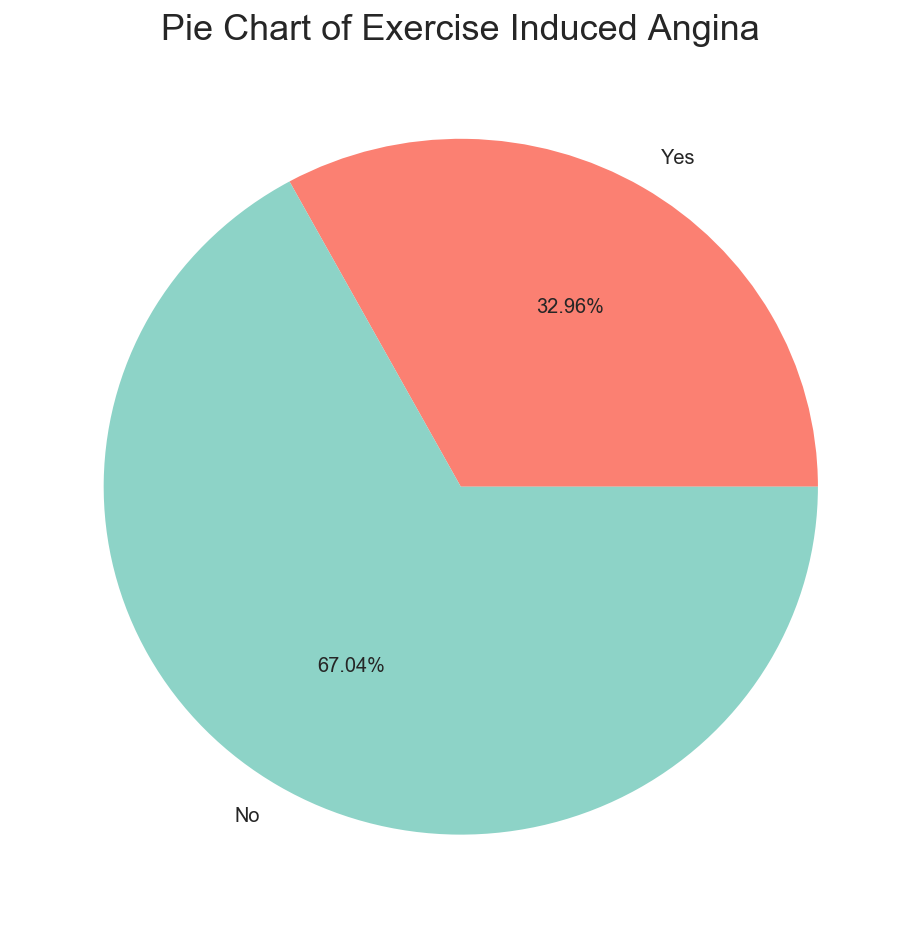 Pie Chart of Exercise Induced Angina
Yes
32.96%
67.04%
No